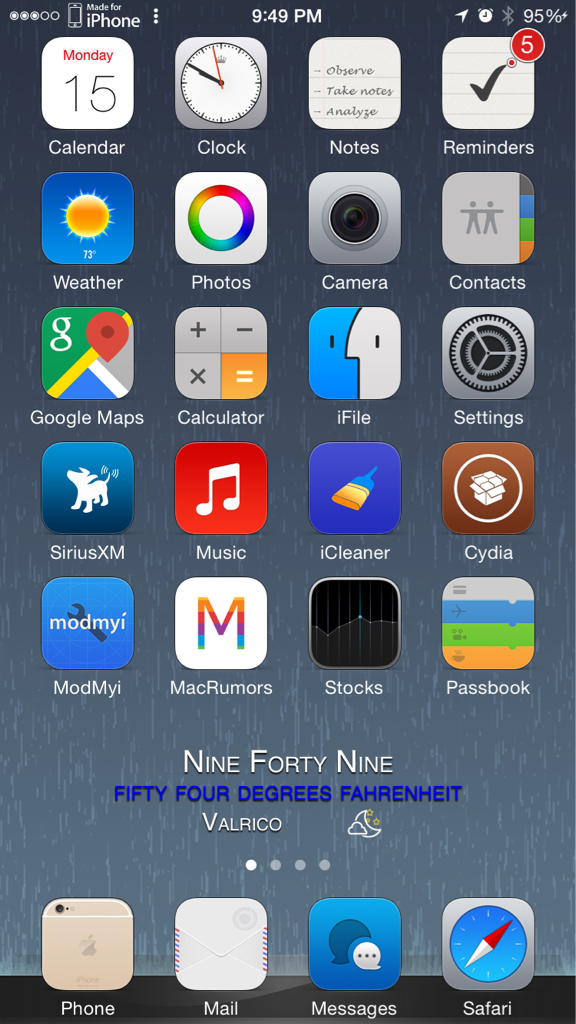 Made for
iPhone
9:49 PM
95%
Monday
15
Calendar
Clock
- Observe
- Take notes
- Analyze
Notes
5
Reminders
73°
Weather
Photos
Camera
Contacts
g
Google Maps
+ −
× =
Calculator
iFile
Settings
SiriusXM
Music
iCleaner
Cydia
modmyi
ModMyi
M
MacRumors
Stocks
Passbook
Nine Forty Nine
FIFTY FOUR DEGREES FAHRENHEIT
Valrico
iPhone
Phone
Mail
Messages
Safari